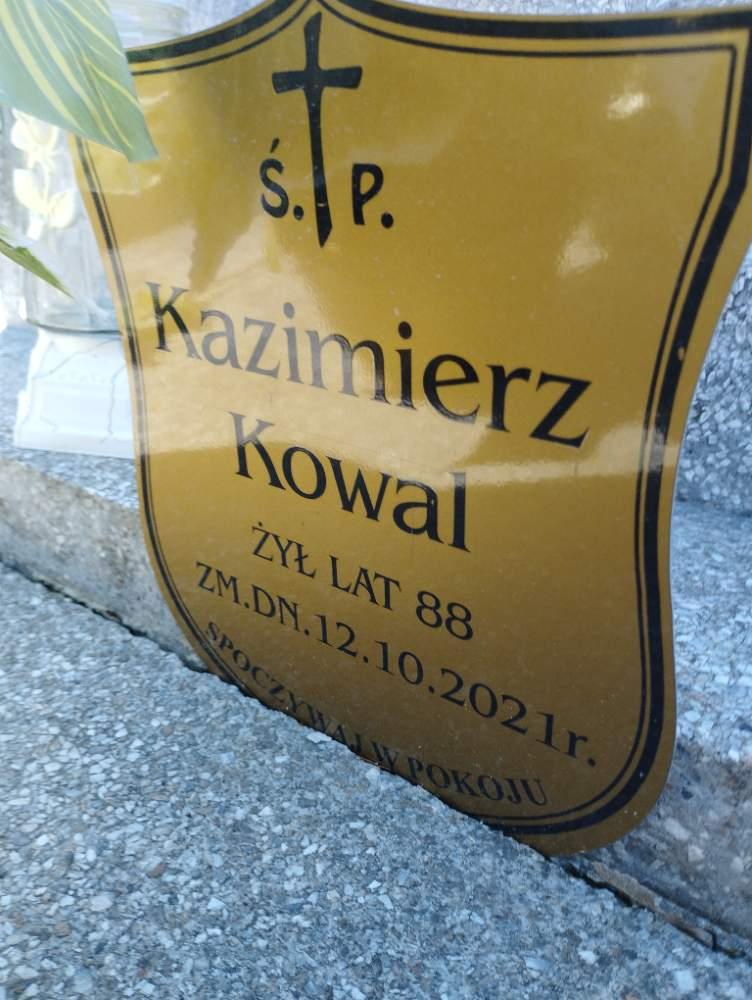 Ś. P.
Kazimierz
Kowal
ŻYŁ LAT 88
ZM.DN.12.10.2021r.
SPOCZYWAJ W POKOJU